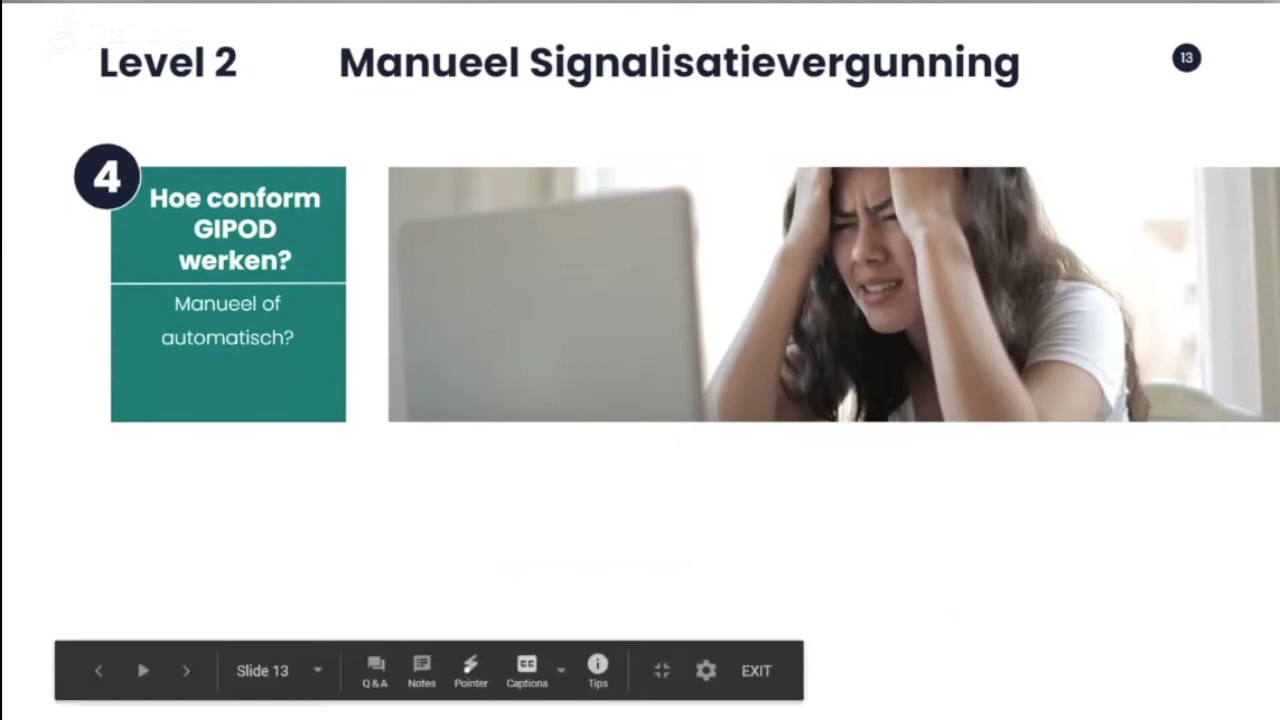 Level 2
Manueel Signalisatievergunning
13
4
Hoe conform
GIPOD
werken?
Manueel of
automatisch?
Slide 13
Q&A
Notes
Pointer
Captions
Tips
EXIT